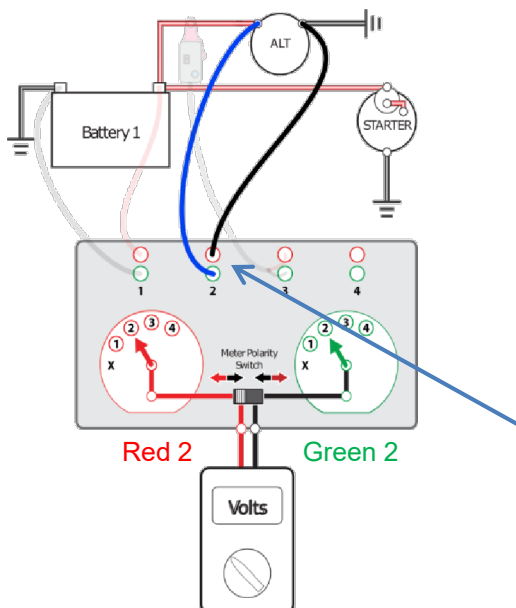 ALT
Battery 1
STARTER
1 2 3 4
1 2 3 4
X
Meter Polarity
Switch
1 2 3 4
X
Red 2
Green 2
Volts